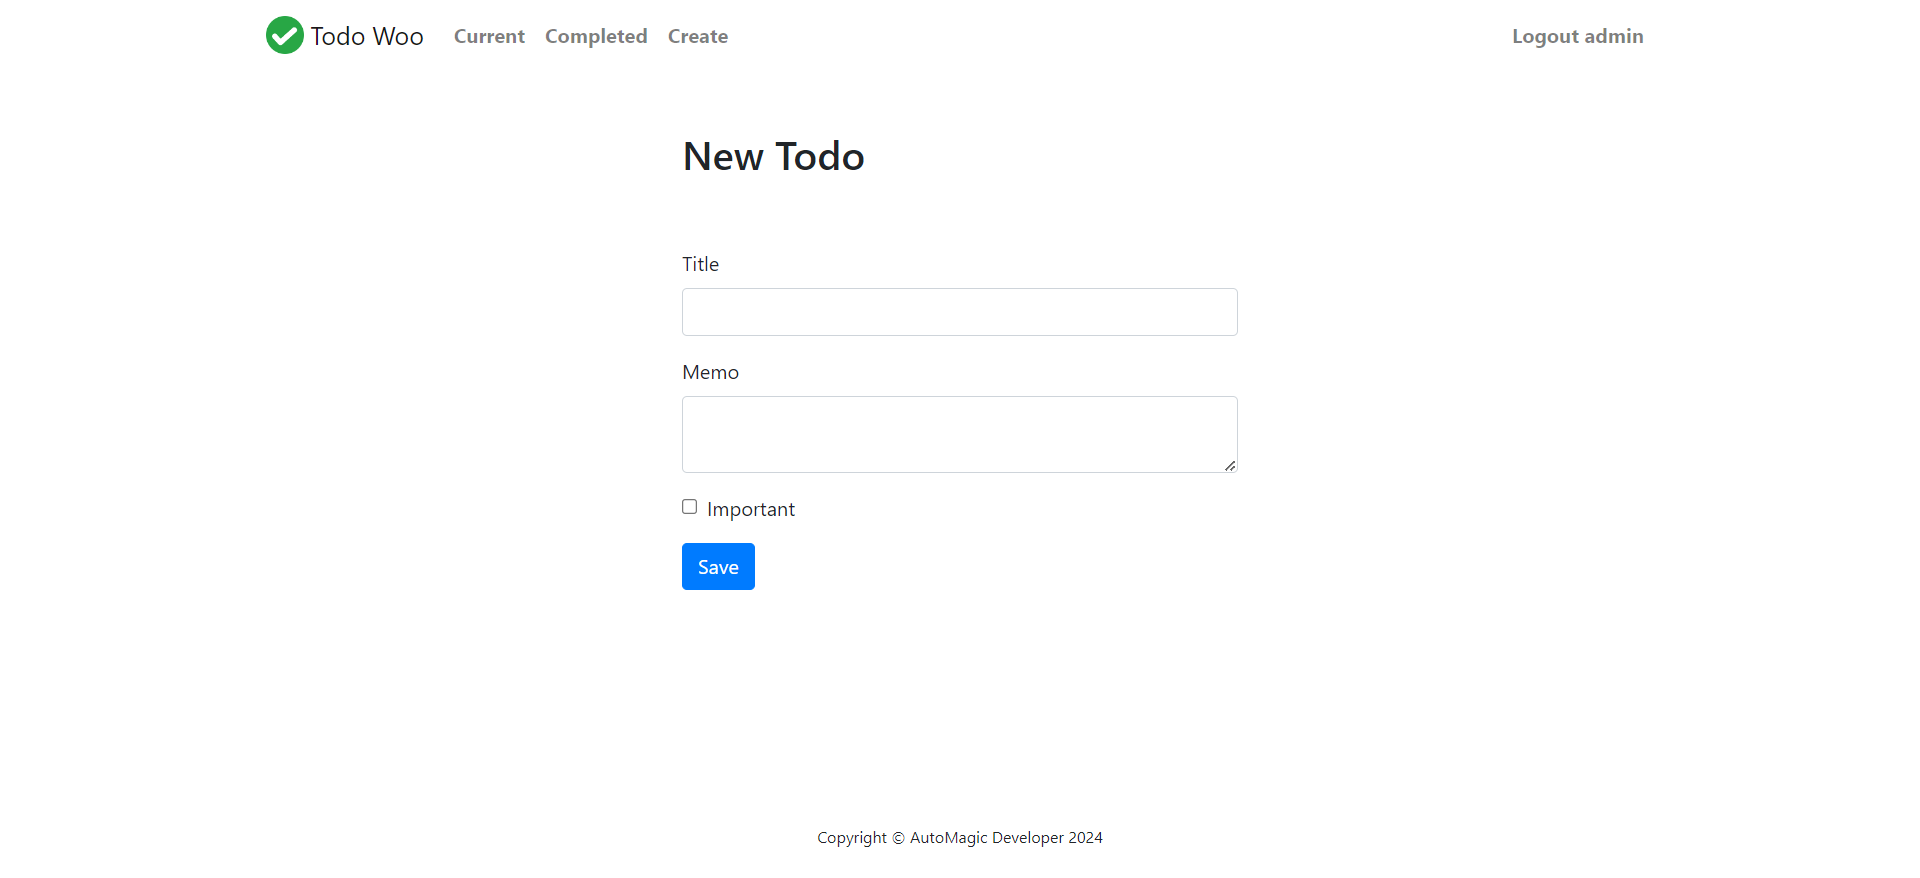 Todo Woo Current Completed Create Logout admin
New Todo
Title
Memo
Important
Save
Copyright © AutoMagic Developer 2024